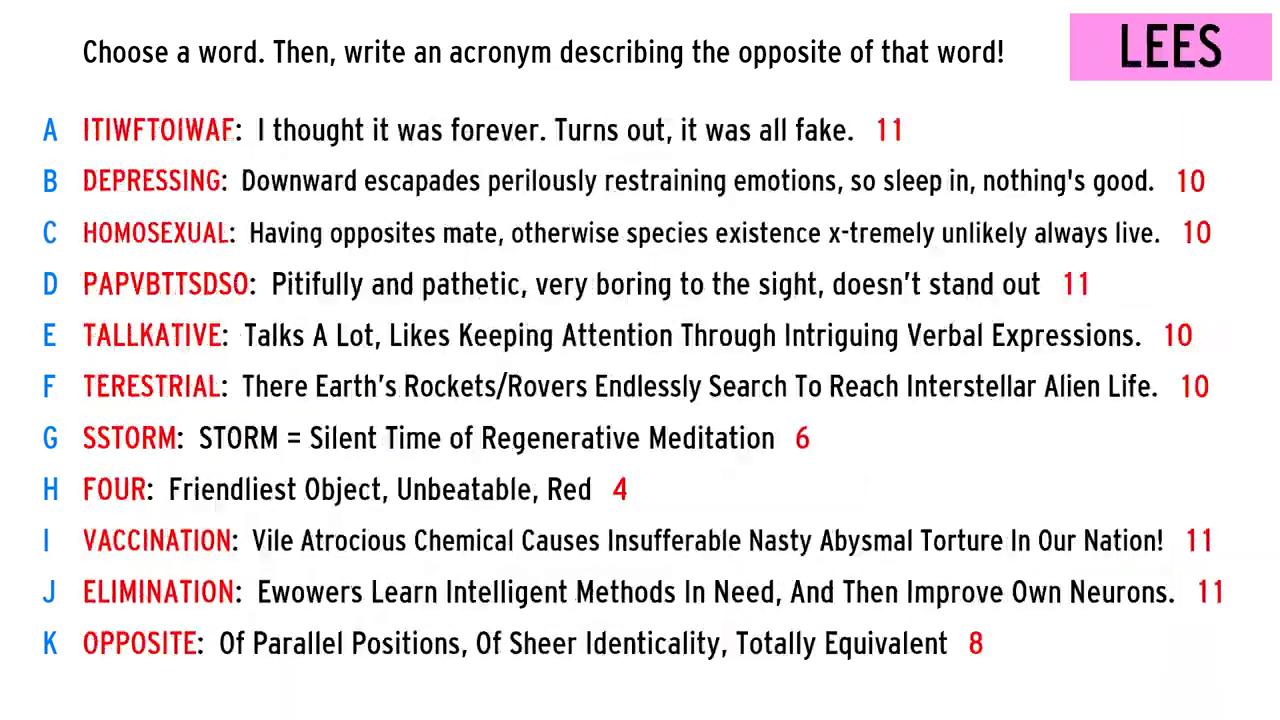 Choose a word. Then, write an acronym describing the opposite of that word!
LEES
A ITIWFTOIWAF: I thought it was forever. Turns out, it was all fake. 11
B DEPRESSING: Downward escapades perilously restraining emotions, so sleep in, nothing's good. 10
C HOMOSEXUAL: Having opposites mate, otherwise species existence x-tremely unlikely always live. 10
D PAPVBTTSDSO: Pitifully and pathetic, very boring to the sight, doesn’t stand out 11
E TALLKATIVE: Talks A Lot, Likes Keeping Attention Through Intriguing Verbal Expressions. 10
F TERESTRIAL: There Earth’s Rockets/Rovers Endlessly Search To Reach Interstellar Alien Life. 10
G SSTORM: STORM = Silent Time of Regenerative Meditation 6
H FOUR: Friendliest Object, Unbeatable, Red 4
I VACCINATION: Vile Atrocious Chemical Causes Insufferable Nasty Abysmal Torture In Our Nation! 11
J ELIMINATION: Ewowers Learn Intelligent Methods In Need, And Then Improve Own Neurons. 11
K OPPOSITE: Of Parallel Positions, Of Sheer Identicality, Totally Equivalent 8